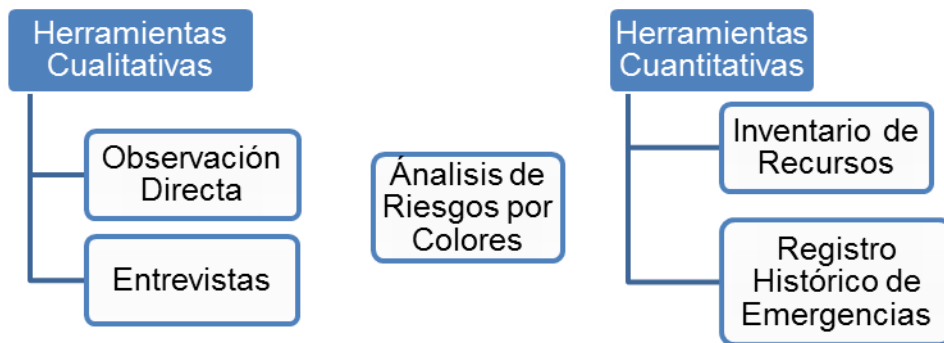 Herramientas
Cualitativas
Observación
Directa
Entrevistas
Ánalisis de
Riesgos por
Colores
Herramientas
Cuantitativas
Inventario de
Recursos
Registro
Histórico de
Emergencias